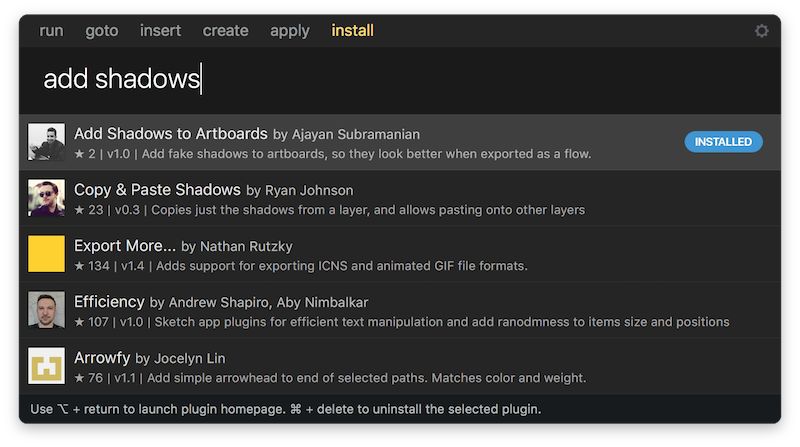 run goto insert create apply install
add shadows
Add Shadows to Artboards by Ajayan Subramanian
★ 2 | v1.0 | Add fake shadows to artboards, so they look better when exported as a flow.
INSTALLED
Copy & Paste Shadows by Ryan Johnson
★ 23 | v0.3 | Copies just the shadows from a layer, and allows pasting onto other layers
Export More... by Nathan Rutzky
★ 134 | v1.4 | Adds support for exporting ICNS and animated GIF file formats.
Efficiency by Andrew Shapiro, Aby Nimbalkar
★ 107 | v1.0 | Sketch app plugins for efficient text manipulation and add ranodmness to items size and positions
Arrowfy by Jocelyn Lin
★ 76 | v1.1 | Add simple arrowhead to end of selected paths. Matches color and weight.
Use ⌥ + return to launch plugin homepage. ⌘ + delete to uninstall the selected plugin.